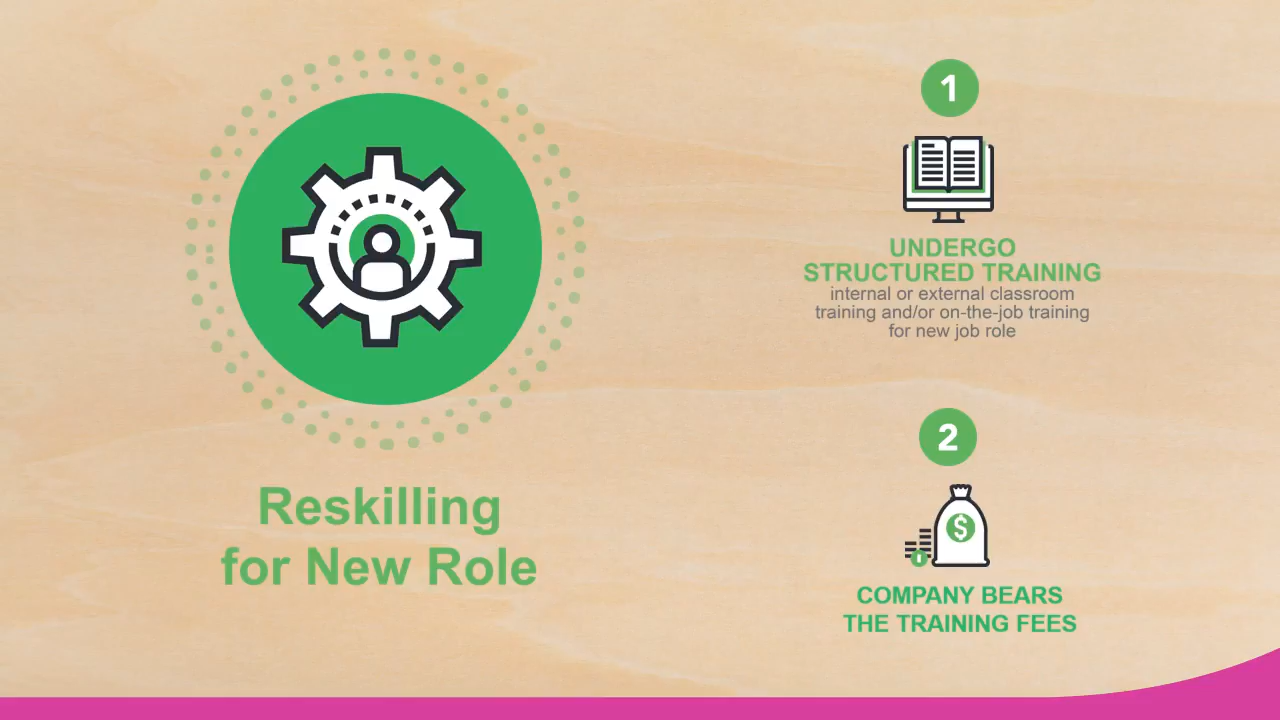 Reskilling
for New Role
1
UNDERGO
STRUCTURED TRAINING
internal or external classroom
training and/or on-the-job training
for new job role
2
$
COMPANY BEARS
THE TRAINING FEES